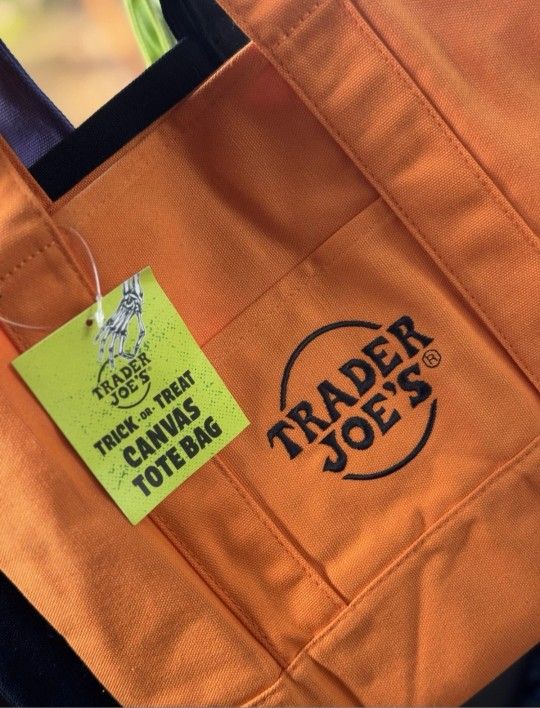 TRADER
JOE'S
TRICK OR TREAT
CANVAS
TOTE BAG
TRADER
JOE'S®